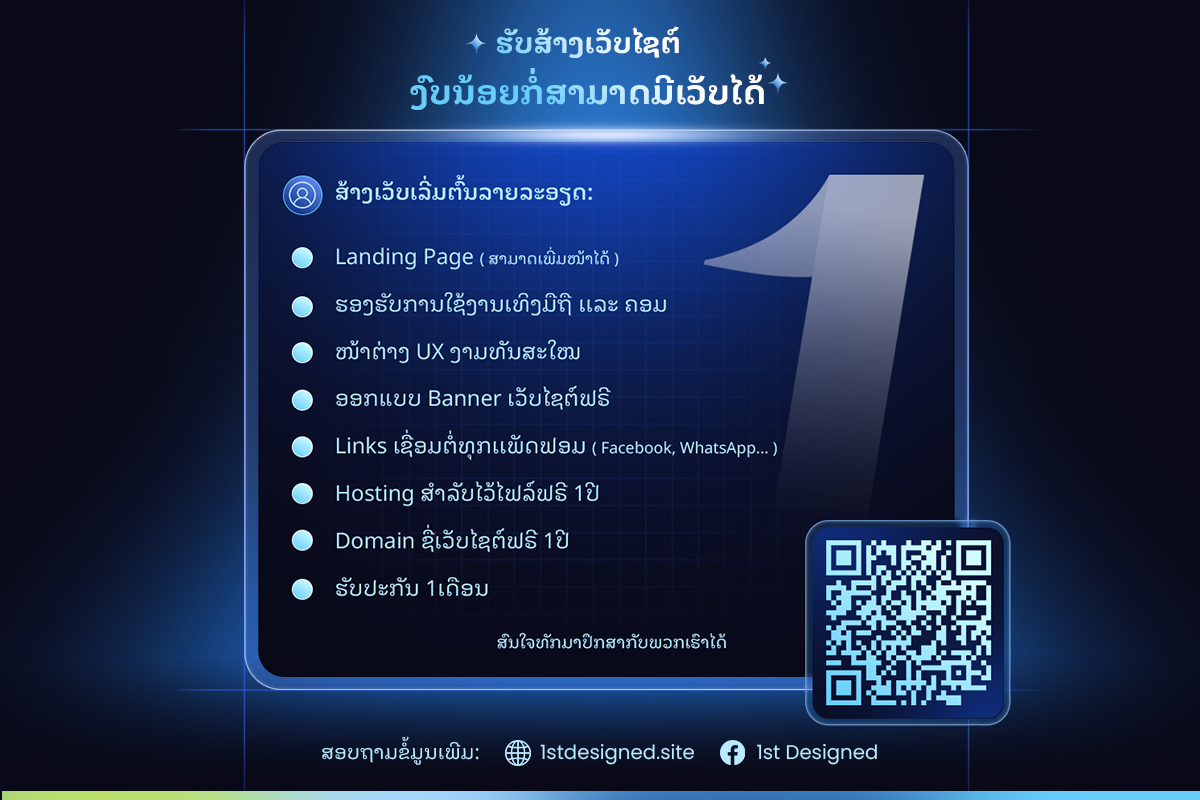 ຮັບສ້າງເວັບໄຊຕ໌
ງົບນ້ອຍກໍ່ສາມາດມີເວັບໄດ້
1
ສ້າງເວັບເລີ່ມຕົ້ນລາຍລະອຽດ:
Landing Page ( ສາມາດເພີ່ມໜ້າໄດ້ )
ຮອງຮັບການໃຊ້ງານເທິງມືຖື ແລະ ຄອມ
ໜ້າຕ່າງ UX ງາມທັນສະໃໝ
ອອກແບບ Banner ເວັບໄຊຕ໌ຟຣີ
Links ເຊື່ອມຕໍ່ທຸກແພັດຟອມ ( Facebook, WhatsApp... )
Hosting ສຳລັບໄວ້ໄຟລ໌ຟຣີ 1ປີ
Domain ຊື່ເວັບໄຊຕ໌ຟຣີ 1ປີ
ຮັບປະກັນ 1ເດືອນ
ສົນໃຈທັກມາປຶກສາກັບພວກເຮົາໄດ້
ສອບຖາມຂໍ້ມູນເພີມ: 1stdesigned.site 1st Designed